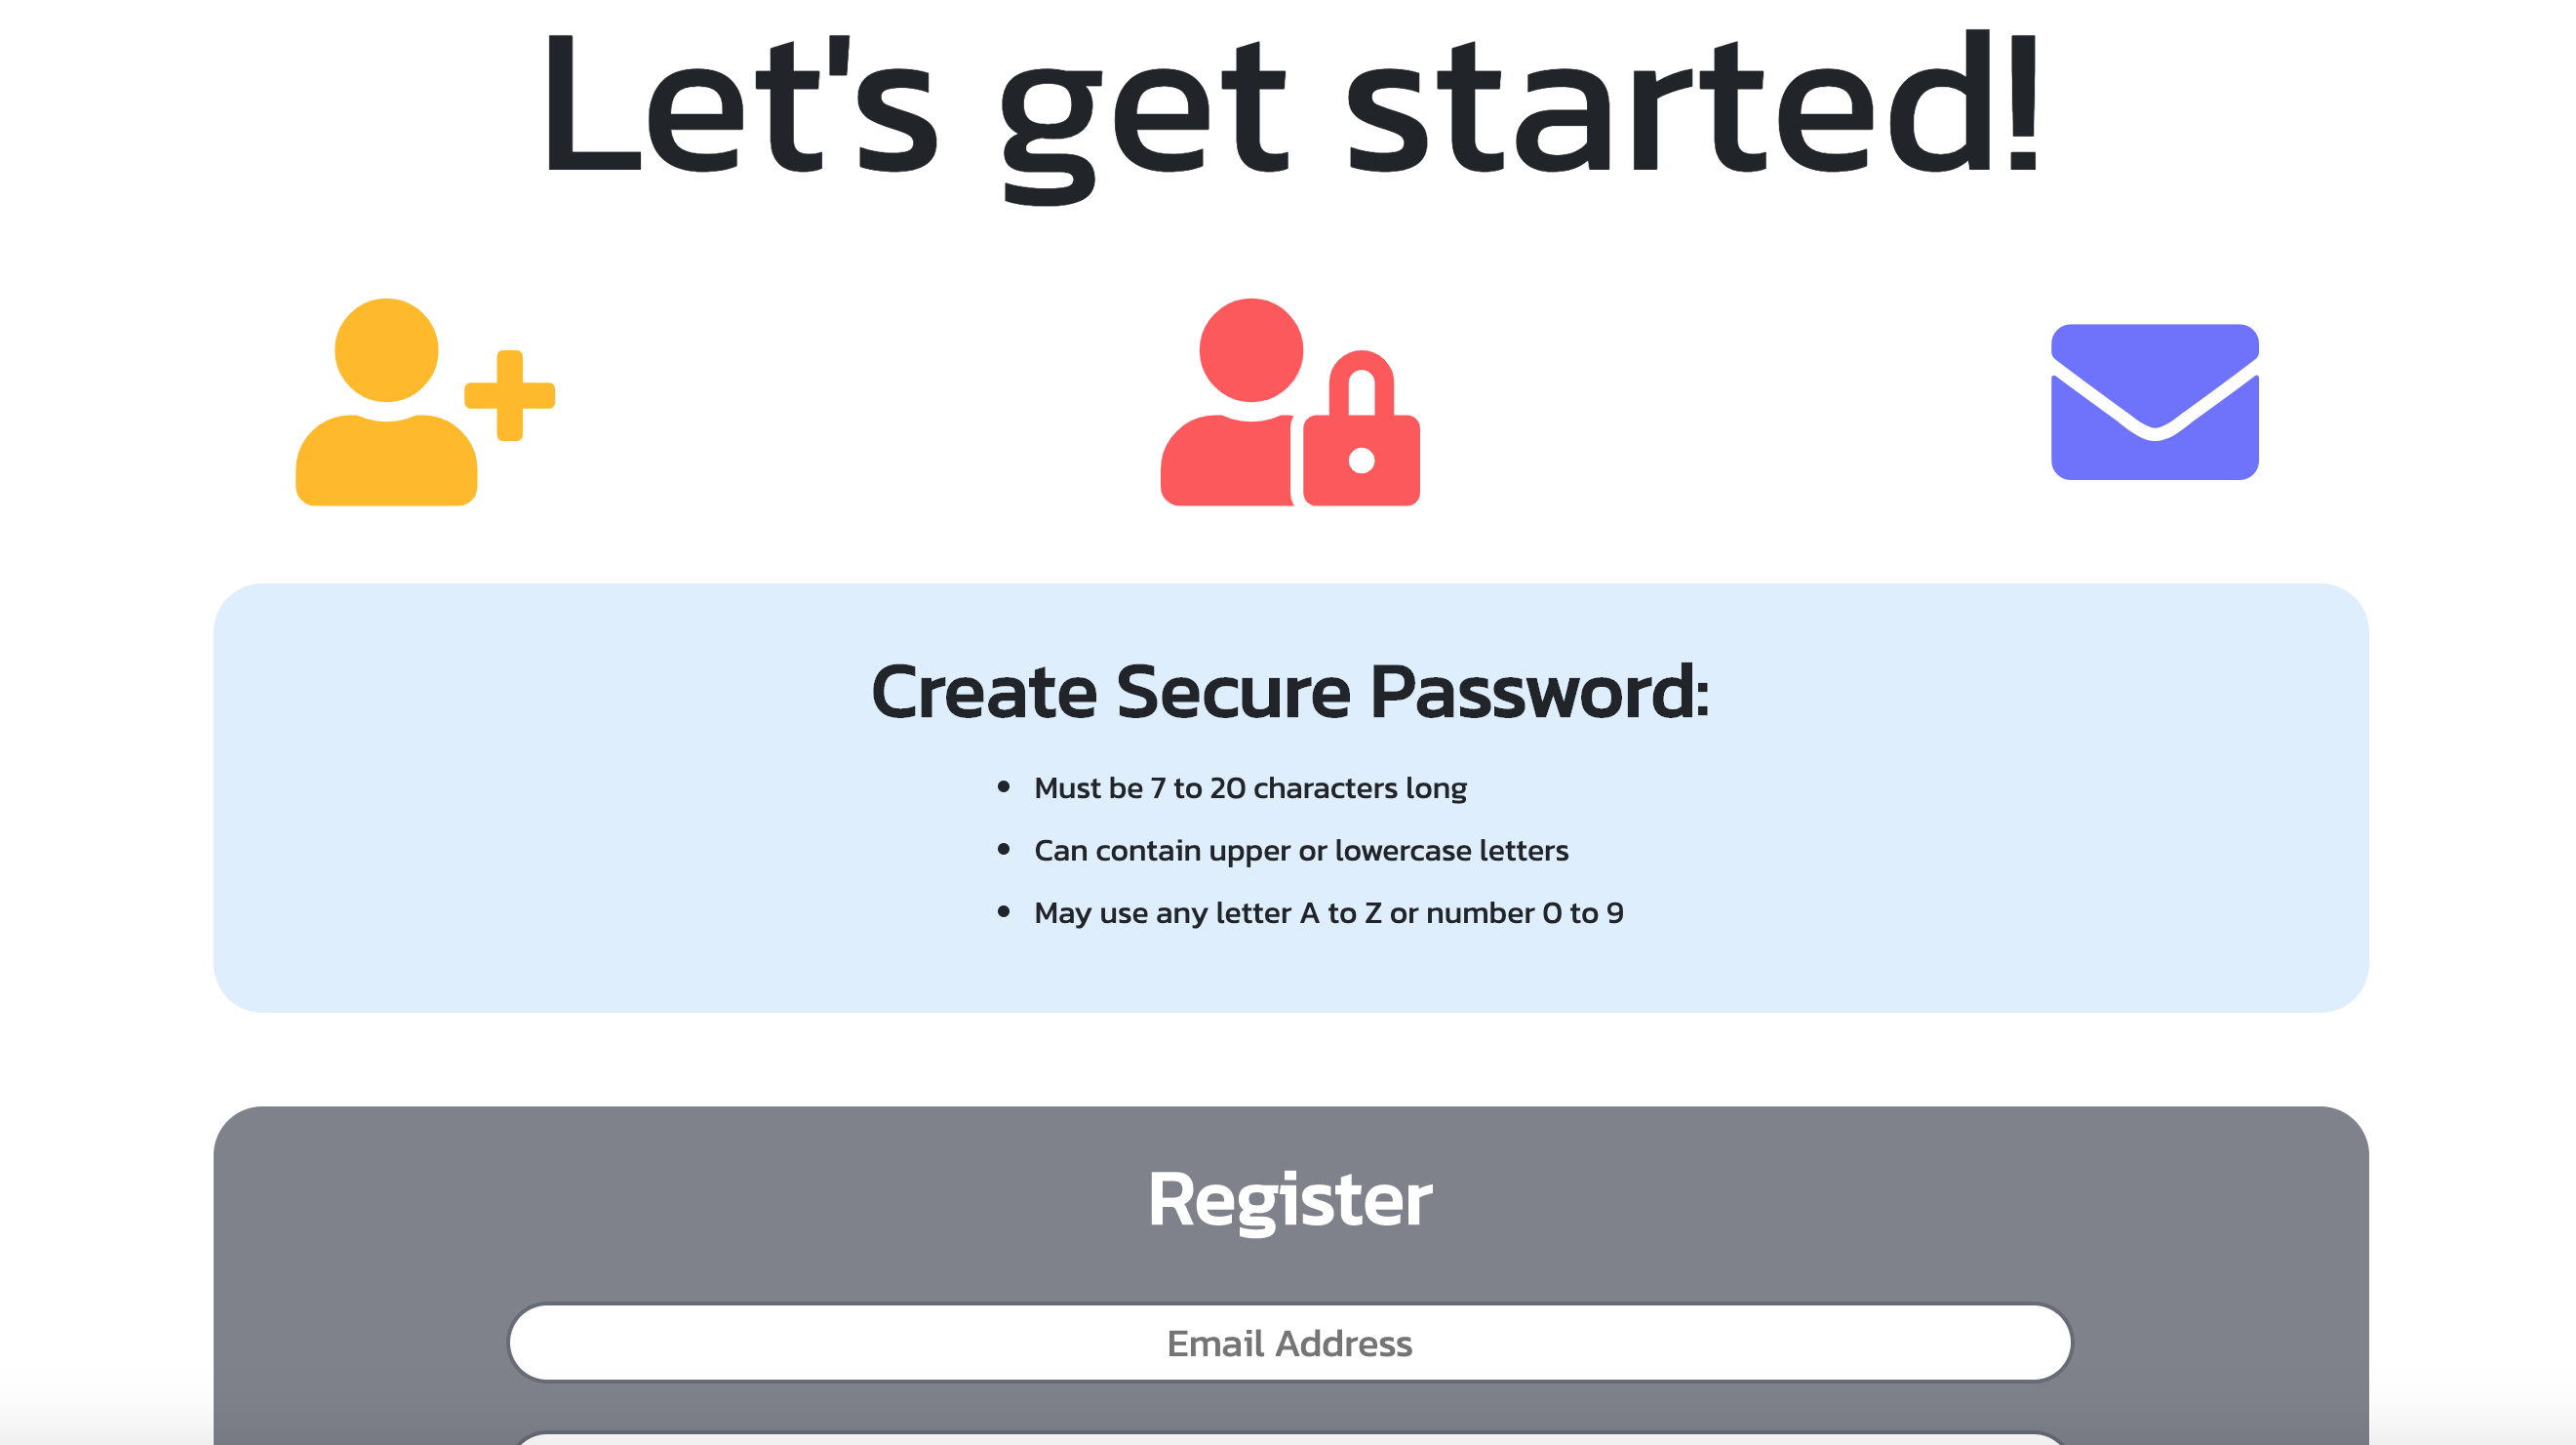 Let's get started!
Create Secure Password:
Must be 7 to 20 characters long
Can contain upper or lowercase letters
May use any letter A to Z or number 0 to 9
Register
Email Address